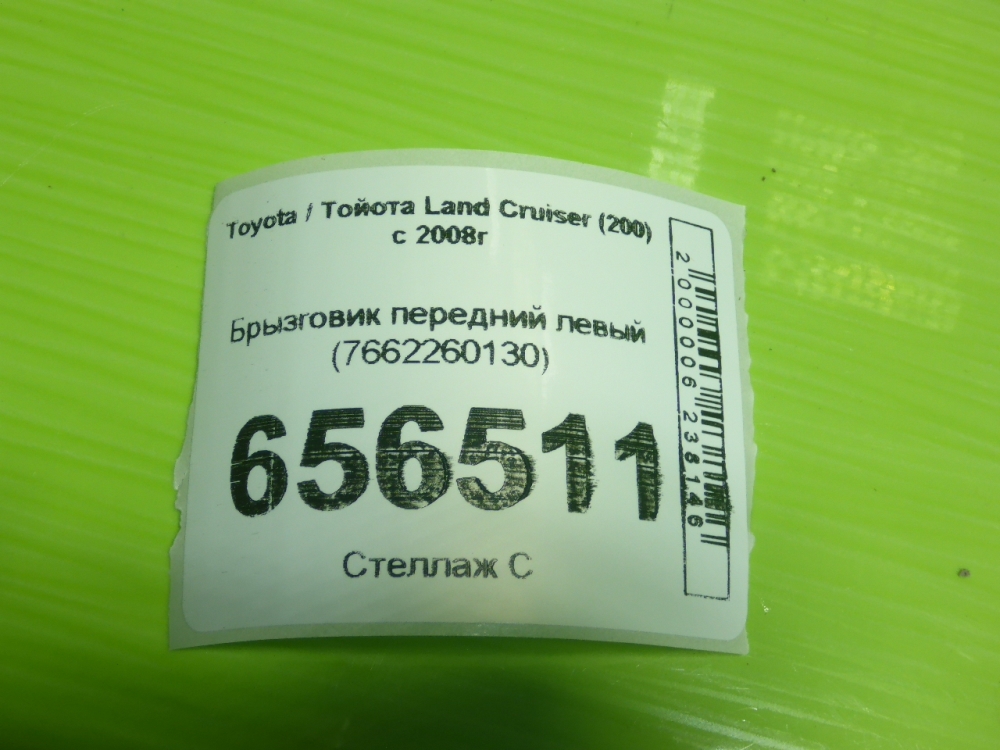 Toyota / Тойота Land Cruiser (200)
с 2008г
Брызговик передний левый
(7662260130)
656511
Стеллаж С
2000006238146